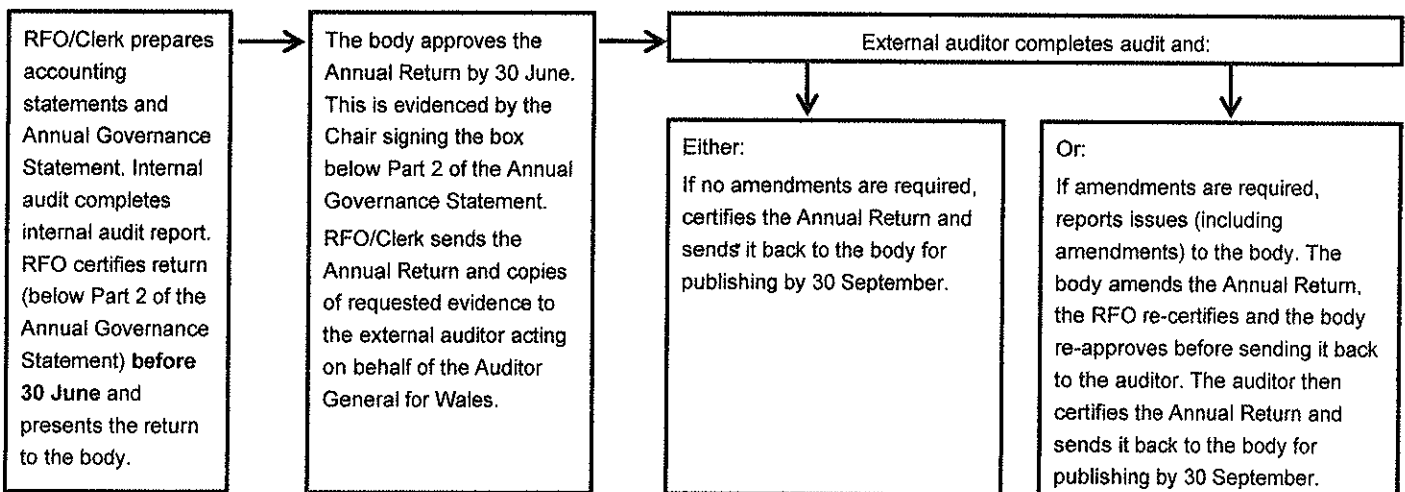 RFO/Clerk prepares
accounting
statements and
Annual Governance
Statement. Internal
audit completes
internal audit report.
RFO certifies return
(below Part 2 of the
Annual Governance
Statement) before
30 June and
presents the return
to the body.
The body approves the
Annual Return by 30 June.
This is evidenced by the
Chair signing the box
below Part 2 of the Annual
Governance Statement.
RFO/Clerk sends the
Annual Return and copies
of requested evidence to
the external auditor acting
on behalf of the Auditor
General for Wales.
External auditor completes audit and:
Either:
If no amendments are required,
certifies the Annual Return and
sends it back to the body for
publishing by 30 September.
Or:
If amendments are required,
reports issues (including
amendments) to the body. The
body amends the Annual Return,
the RFO re-certifies and the body
re-approves before sending it back
to the auditor. The auditor then
certifies the Annual Return and
sends it back to the body for
publishing by 30 September.